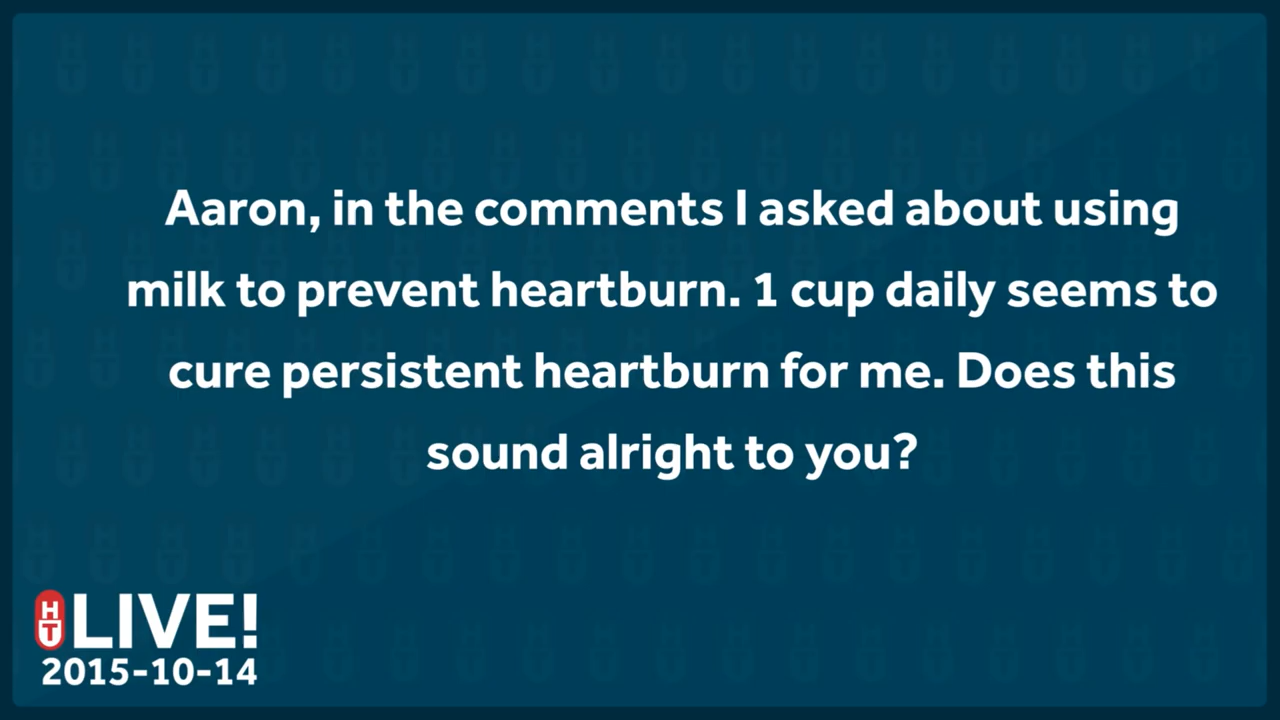 Aaron, in the comments I asked about using
milk to prevent heartburn. 1 cup daily seems to
cure persistent heartburn for me. Does this
sound alright to you?
HT LIVE!
2015-10-14